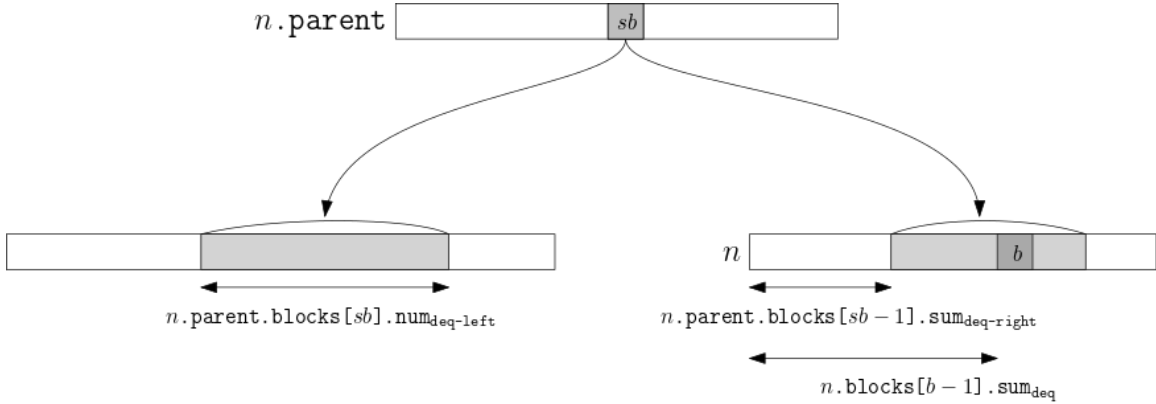 n.parent
sb
n
b
n.parent.blocks[sb].num_deq-left
n.parent.blocks[sb − 1].sum_deq-right
n.blocks[b − 1].sum_deq